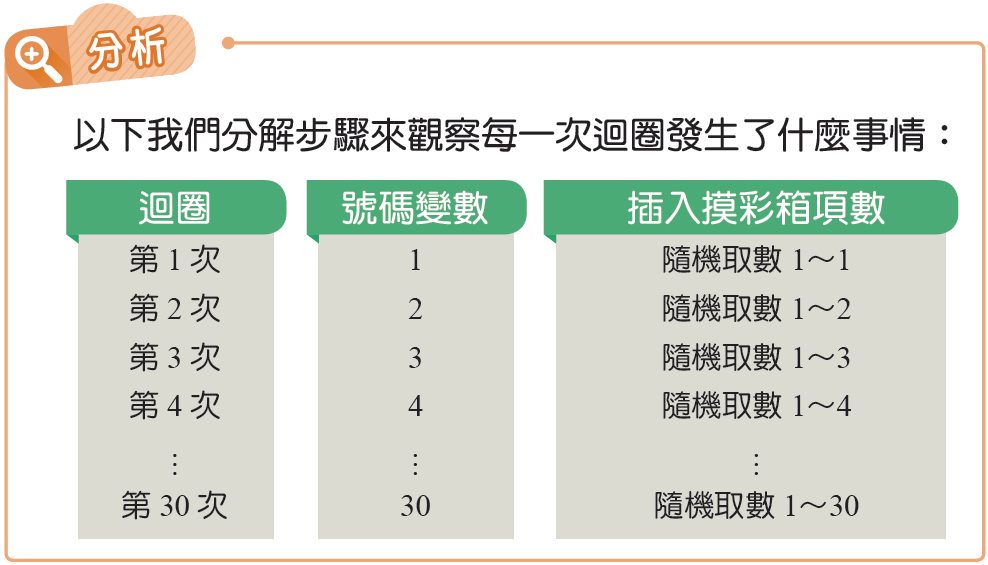 分析
以下我們分解步驟來觀察每一次迴圈發生了什麼事情：
迴圈 號碼變數 插入摸彩箱項數
第 1 次 1 隨機取數 1～1
第 2 次 2 隨機取數 1～2
第 3 次 3 隨機取數 1～3
第 4 次 4 隨機取數 1～4
⋮ ⋮ ⋮
第 30 次 30 隨機取數 1～30